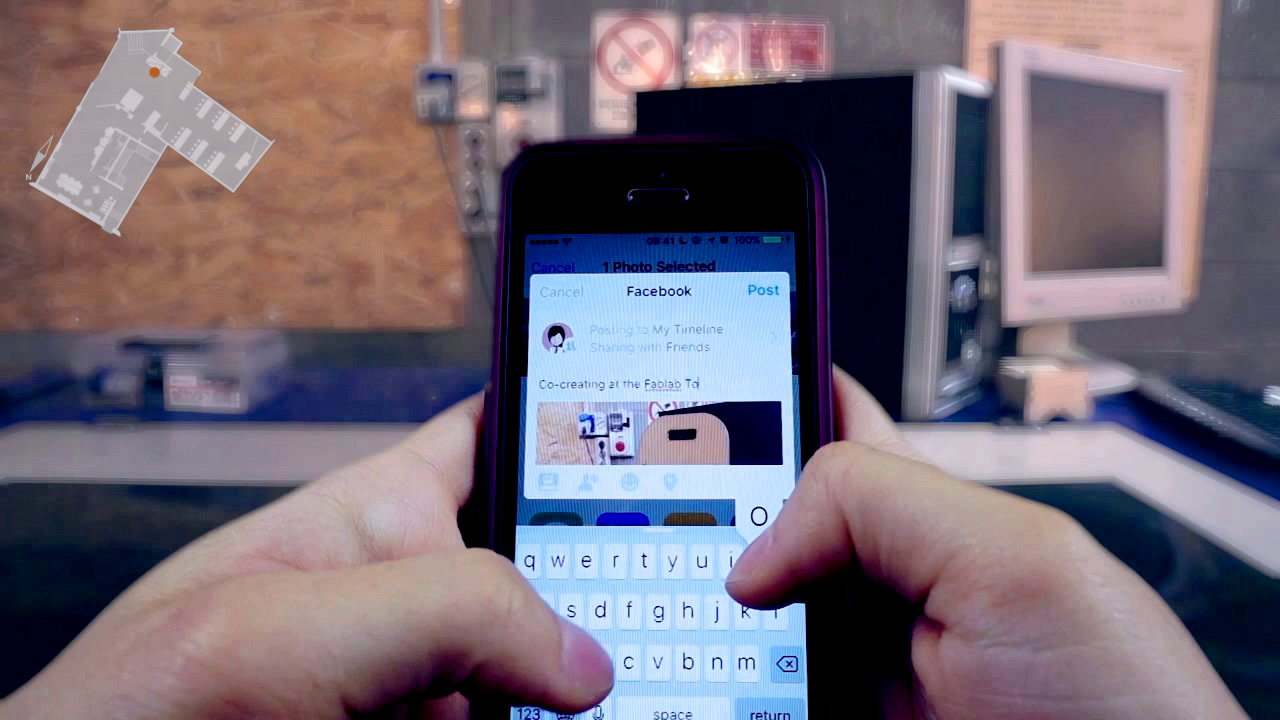 N
09:41 100%
Cancel 1 Photo Selected
Cancel Facebook Post
Posting to My Timeline
Sharing with Friends
Co-creating at the Fablab To
O
q w e r t y u i
s d f g h j k l
c v b n m
123 space return